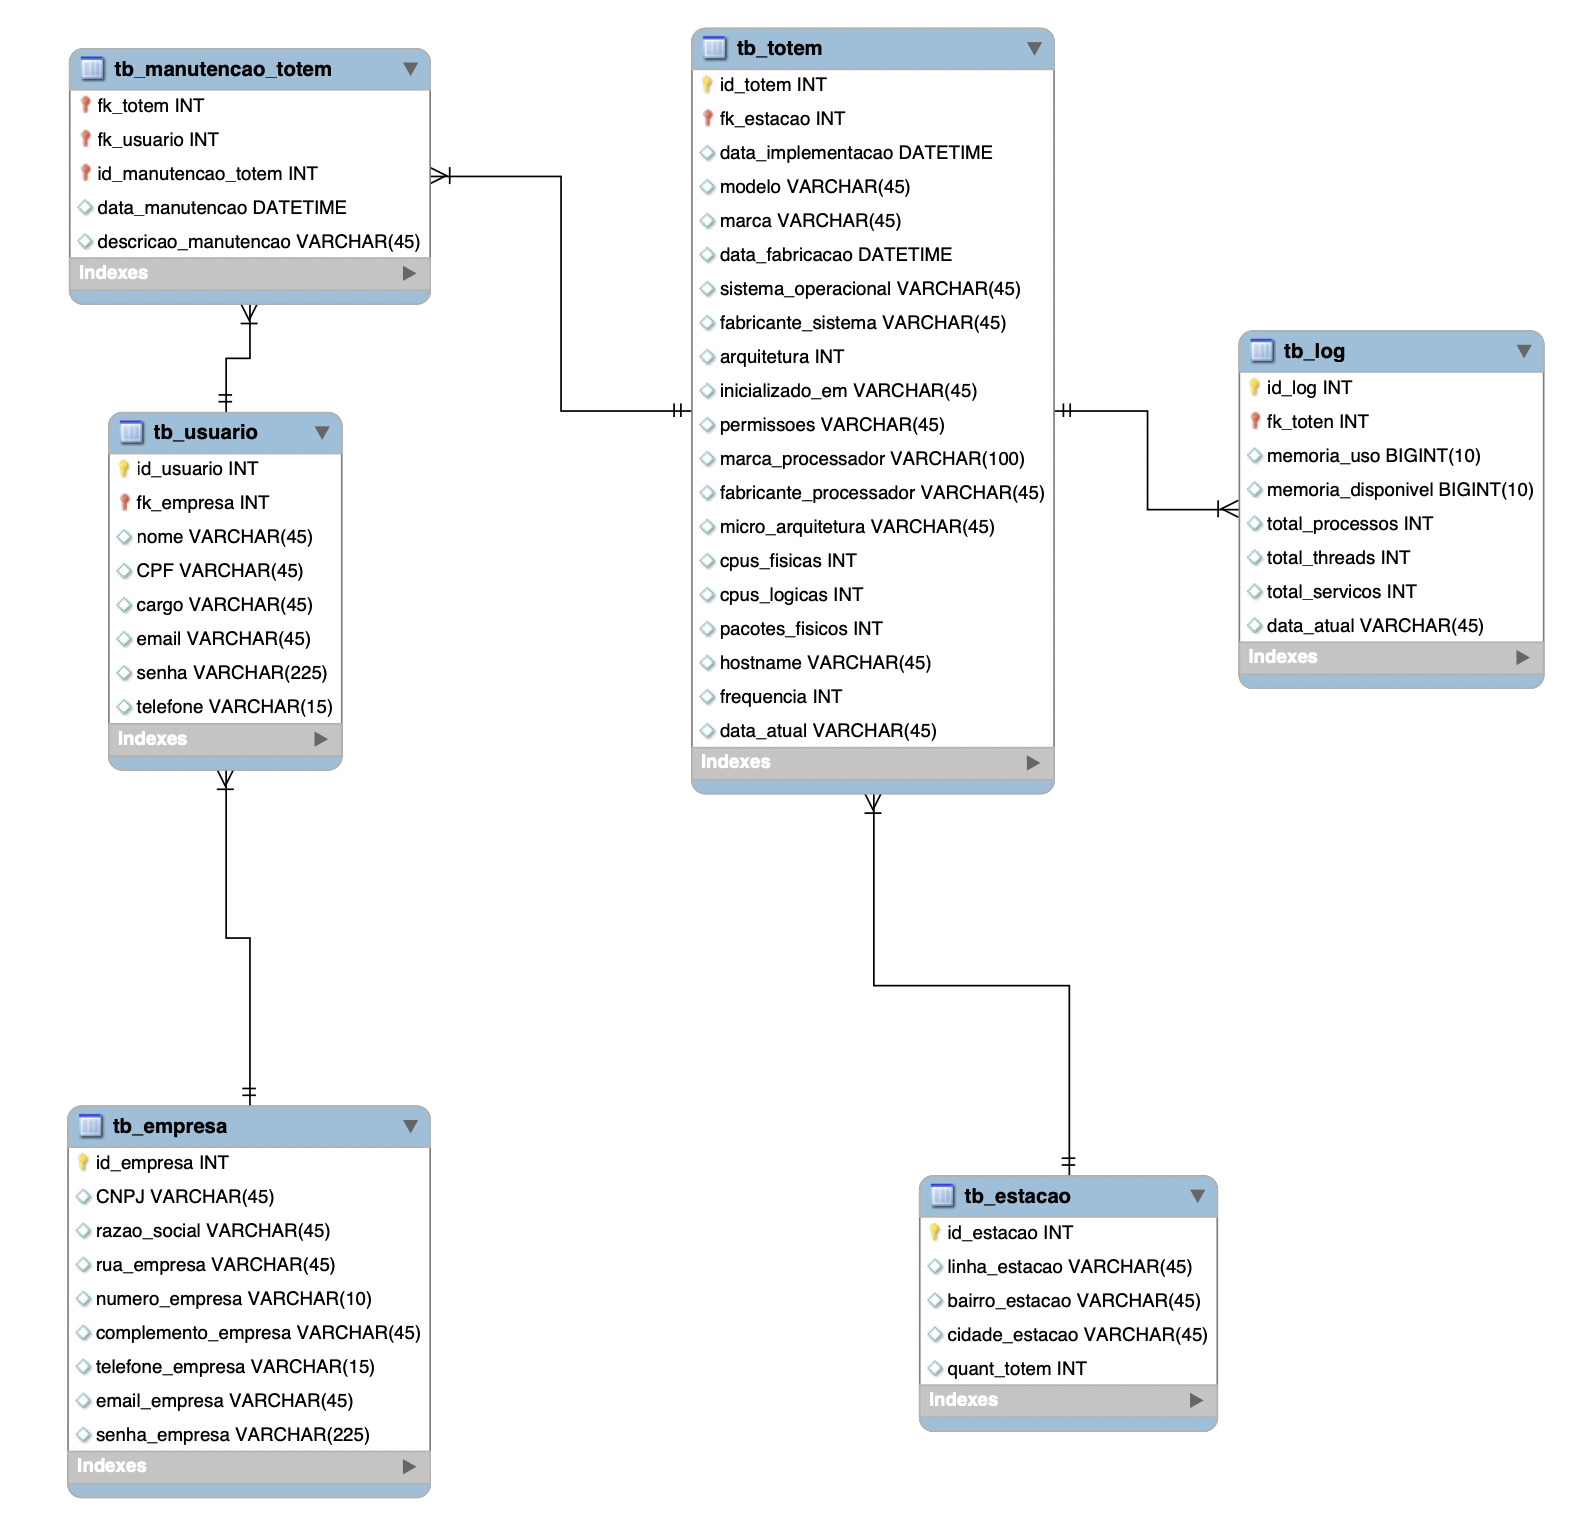 tb_manutencao_totem
fk_totem INT
fk_usuario INT
id_manutencao_totem INT
data_manutencao DATETIME
descricao_manutencao VARCHAR(45)
Indexes
tb_usuario
id_usuario INT
fk_empresa INT
nome VARCHAR(45)
CPF VARCHAR(45)
cargo VARCHAR(45)
email VARCHAR(45)
senha VARCHAR(225)
telefone VARCHAR(15)
Indexes
tb_empresa
id_empresa INT
CNPJ VARCHAR(45)
razao_social VARCHAR(45)
rua_empresa VARCHAR(45)
numero_empresa VARCHAR(10)
complemento_empresa VARCHAR(45)
telefone_empresa VARCHAR(15)
email_empresa VARCHAR(45)
senha_empresa VARCHAR(225)
Indexes
tb_totem
id_totem INT
fk_estacao INT
data_implementacao DATETIME
modelo VARCHAR(45)
marca VARCHAR(45)
data_fabricacao DATETIME
sistema_operacional VARCHAR(45)
fabricante_sistema VARCHAR(45)
arquitetura INT
inicializado_em VARCHAR(45)
permissoes VARCHAR(45)
marca_processador VARCHAR(100)
fabricante_processador VARCHAR(45)
micro_arquitetura VARCHAR(45)
cpus_fisicas INT
cpus_logicas INT
pacotes_fisicos INT
hostname VARCHAR(45)
frequencia INT
data_atual VARCHAR(45)
Indexes
tb_log
id_log INT
fk_toten INT
memoria_uso BIGINT(10)
memoria_disponivel BIGINT(10)
total_processos INT
total_threads INT
total_servicos INT
data_atual VARCHAR(45)
Indexes
tb_estacao
id_estacao INT
linha_estacao VARCHAR(45)
bairro_estacao VARCHAR(45)
cidade_estacao VARCHAR(45)
quant_totem INT
Indexes